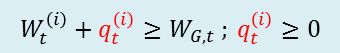 W_t^{(i)} + q_t^{(i)} ≥ W_{G,t} ; q_t^{(i)} ≥ 0